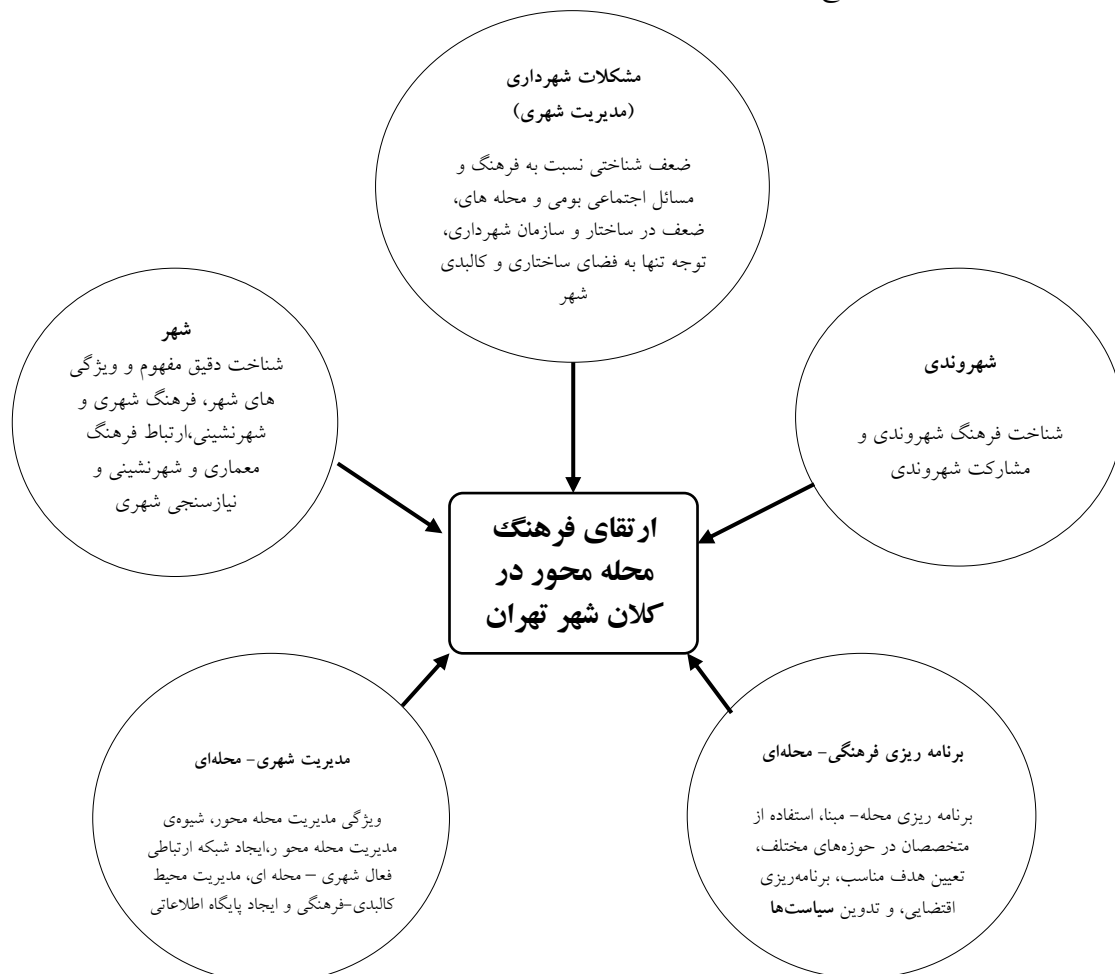 مشکلات شهرداری
(مدیریت شهری)
ضعف شناختی نسبت به فرهنگ و
مسائل اجتماعی بومی و محله های،
ضعف در ساختار و سازمان شهرداری،
توجه تنها به فضای ساختاری و کالبدی
شهر
شهروندی
شناخت فرهنگ شهروندی و
مشارکت شهروندی
شهر
شناخت دقیق مفهوم و ویژگی
های شهر، فرهنگ شهری و
شهرنشینی،ارتباط فرهنگ
معماری و شهرنشینی و
نیازسنجی شهری
ارتقای فرهنگ
محله محور در
کلان شهر تهران
برنامه ریزی فرهنگی- محله‌ای
برنامه ریزی محله- مبنا، استفاده از
متخصصان در حوزه‌های مختلف،
تعیین هدف مناسب، برنامه‌ریزی
اقتضایی، و تدوین سیاست‌ها
مدیریت شهری- محله‌ای
ویژگی مدیریت محله محور، شیوه‌ی
مدیریت محله محو ر،ایجاد شبکه ارتباطی
فعال شهری – محله ای، مدیریت محیط
کالبدی-فرهنگی و ایجاد پایگاه اطلاعاتی